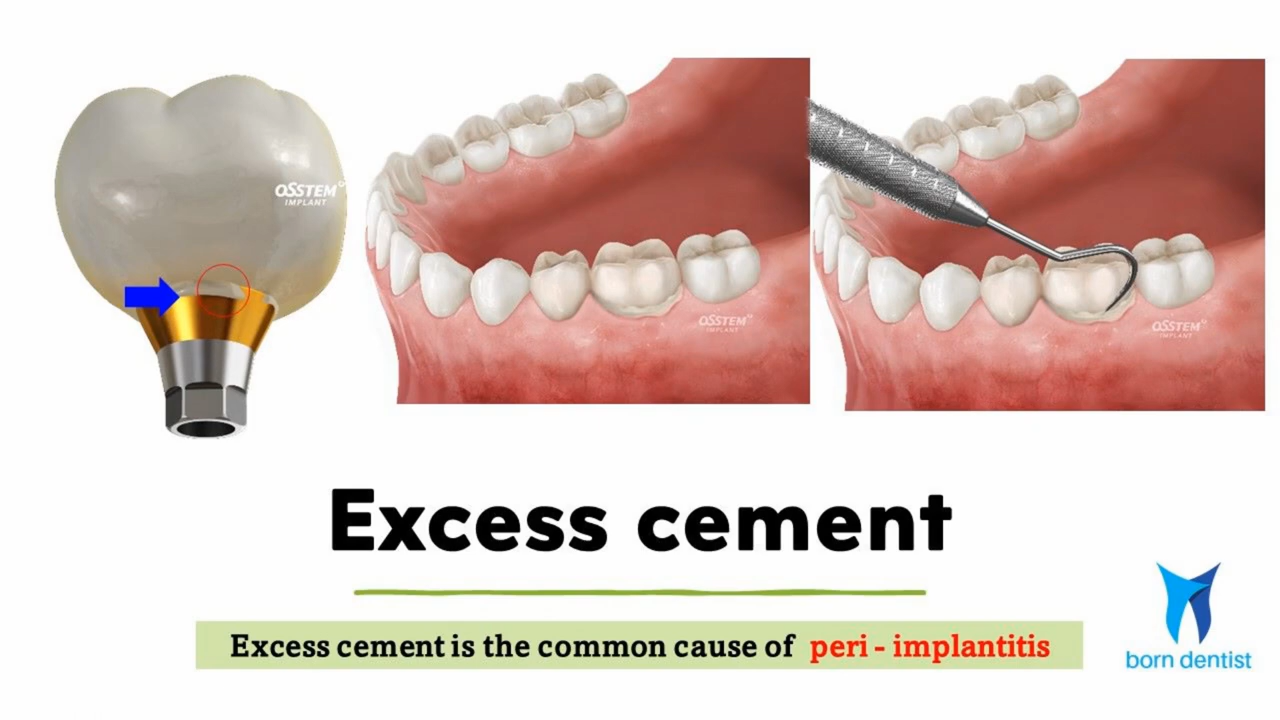 OSSTEM
IMPLANT
OSSTEM
IMPLANT
OSSTEM
IMPLANT
Excess cement
Excess cement is the common cause of peri - implantitis
born dentist